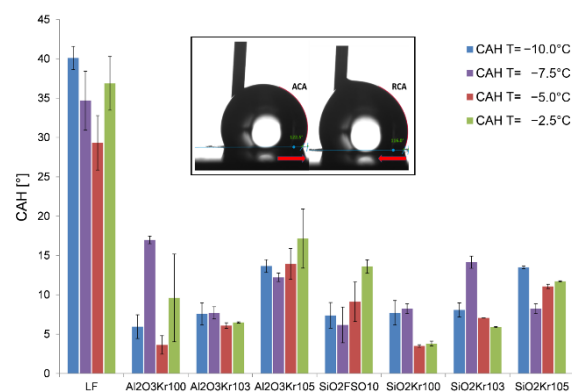 45
40
35
30
25
20
15
10
5
0
CAH [°]
ACA
RCA
CAH T= −10.0°C
CAH T= −7.5°C
CAH T= −5.0°C
CAH T= −2.5°C
LF Al2O3Kr100 Al2O3Kr103 Al2O3Kr105 SiO2FSO10 SiO2Kr100 SiO2Kr103 SiO2Kr105